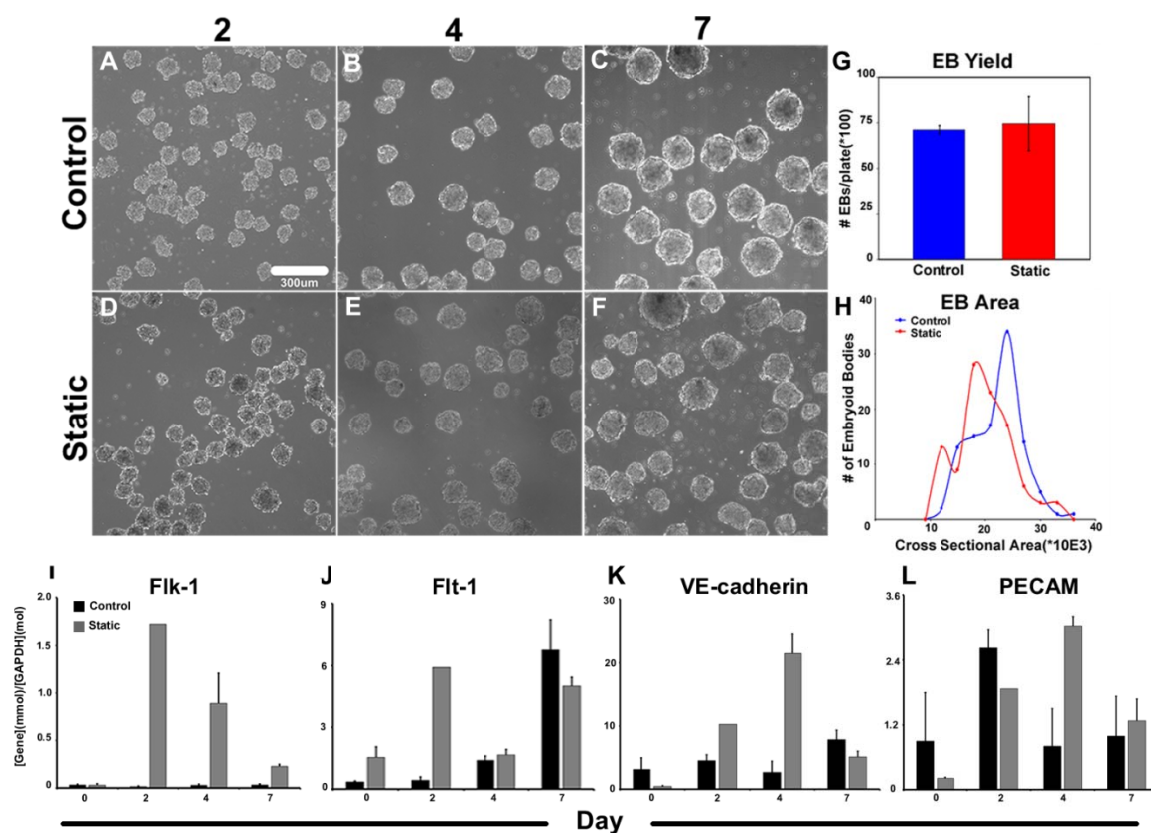 2 4 7
Control
A B C
300um
Static
D E F
G EB Yield
# EBs/plate(*100)
100
75
50
25
0
Control Static
H EB Area
# of Embryoid Bodies
40
30
20
10
0
Control
Static
10 20 30 40
Cross Sectional Area(*10E3)
I Flk-1
[Gene](mmol)/[GAPDH](mol)
2.0
1.5
1.0
0.5
0
Control
Static
0 2 4 7
J Flt-1
9
6
3
0
0 2 4 7
K VE-cadherin
30
20
10
0
0 2 4 7
L PECAM
3.6
2.4
1.2
0.0
0 2 4 7
Day